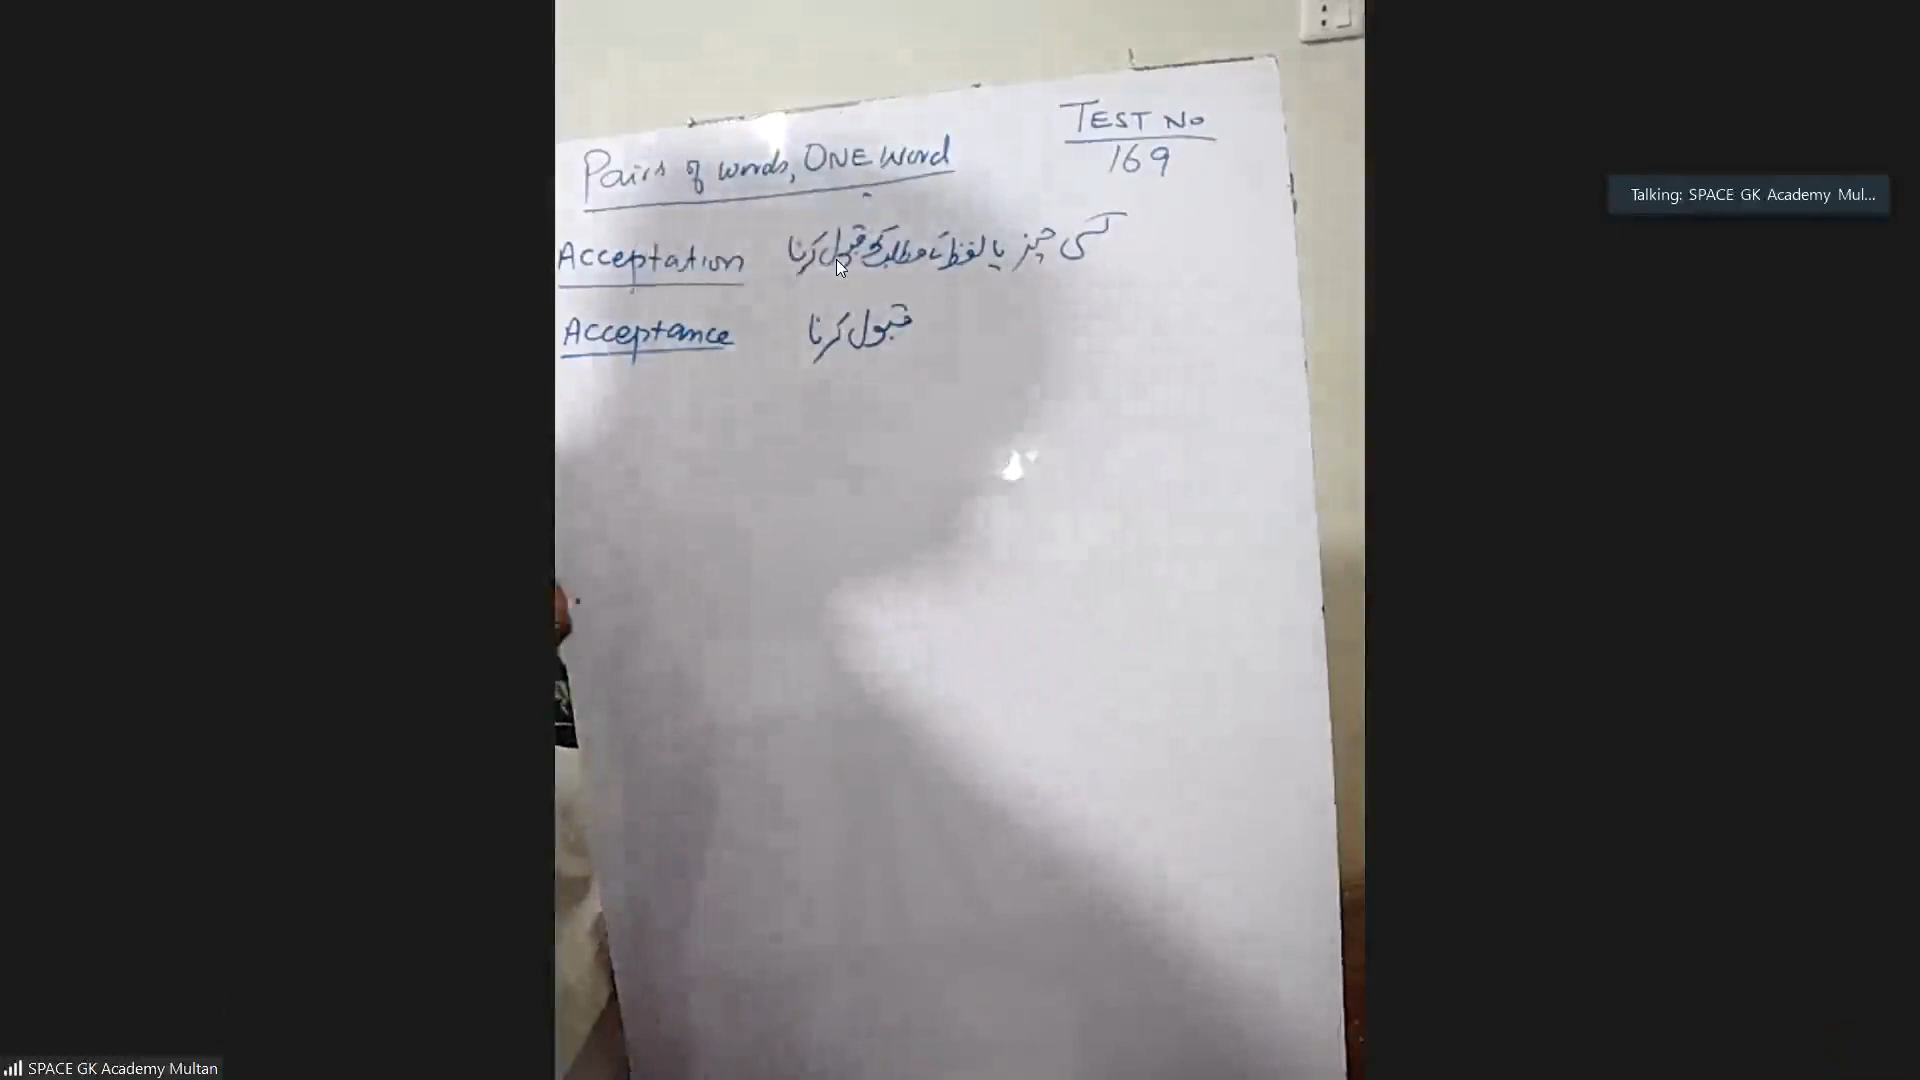 TEST NO
169
Pairs of words, ONE Word
Acceptation کسی چیز یا لفظ کا مطلب قبول کرنا
Acceptance قبول کرنا
Talking: SPACE GK Academy Mul...
SPACE GK Academy Multan